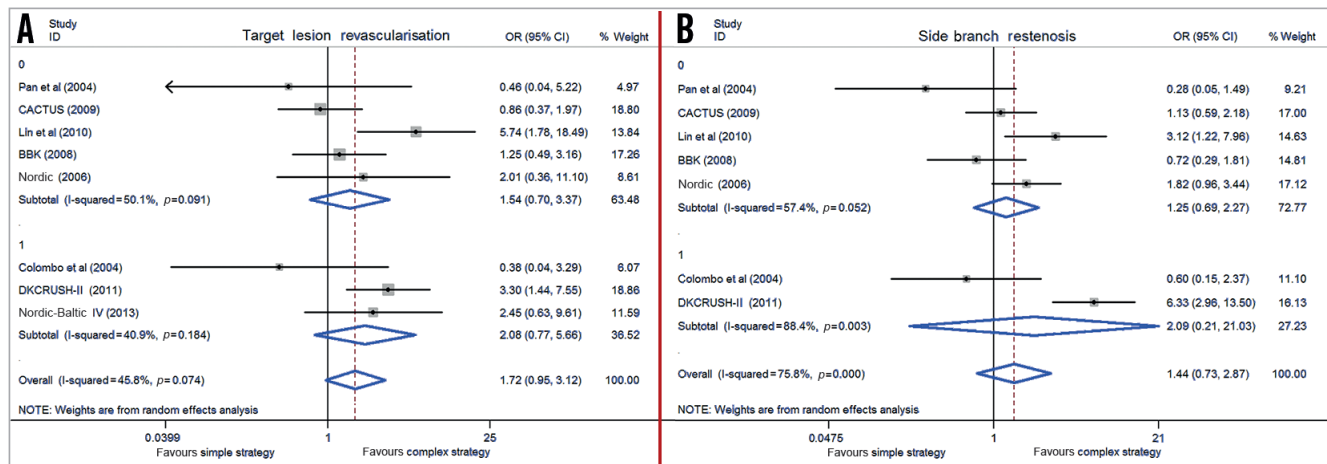 A
Study
ID
Target lesion revascularisation
OR (95% CI)
% Weight
0
Pan et al (2004) 0.46 (0.04, 5.22) 4.97
CACTUS (2009) 0.86 (0.37, 1.97) 18.80
Lin et al (2010) 5.74 (1.78, 18.49) 13.84
BBK (2008) 1.25 (0.49, 3.16) 17.26
Nordic (2006) 2.01 (0.36, 11.10) 8.61
Subtotal (I-squared=50.1%, p=0.091) 1.54 (0.70, 3.37) 63.48
.
1
Colombo et al (2004) 0.38 (0.04, 3.29) 6.07
DKCRUSH-II (2011) 3.30 (1.44, 7.55) 18.86
Nordic-Baltic IV (2013) 2.45 (0.63, 9.61) 11.59
Subtotal (I-squared=40.9%, p=0.184) 2.08 (0.77, 5.66) 36.52
.
Overall (I-squared=45.8%, p=0.074) 1.72 (0.95, 3.12) 100.00
NOTE: Weights are from random effects analysis
0.0399 1 25
Favours simple strategy Favours complex strategy
B
Study
ID
Side branch restenosis
OR (95% CI)
% Weight
0
Pan et al (2004) 0.28 (0.05, 1.49) 9.21
CACTUS (2009) 1.13 (0.59, 2.18) 17.00
Lin et al (2010) 3.12 (1.22, 7.96) 14.63
BBK (2008) 0.72 (0.29, 1.81) 14.81
Nordic (2006) 1.82 (0.96, 3.44) 17.12
Subtotal (I-squared=57.4%, p=0.052) 1.25 (0.69, 2.27) 72.77
.
1
Colombo et al (2004) 0.60 (0.15, 2.37) 11.10
DKCRUSH-II (2011) 6.33 (2.96, 13.50) 16.13
Subtotal (I-squared=88.4%, p=0.003) 2.09 (0.21, 21.03) 27.23
.
Overall (I-squared=75.8%, p=0,000) 1.44 (0.73, 2.87) 100.00
NOTE: Weights are from random effects analysis
0.0475 1 21
Favours simple strategy Favours complex strategy